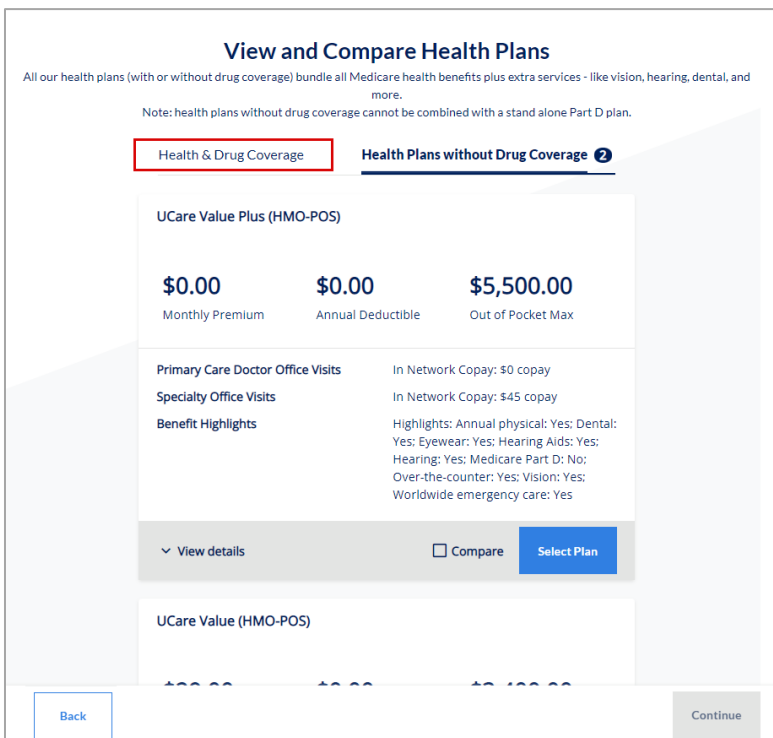 View and Compare Health Plans
All our health plans (with or without drug coverage) bundle all Medicare health benefits plus extra services - like vision, hearing, dental, and
more.
Note: health plans without drug coverage cannot be combined with a stand alone Part D plan.
Health & Drug Coverage
Health Plans without Drug Coverage 2
UCare Value Plus (HMO-POS)
$0.00 $0.00 $5,500.00
Monthly Premium Annual Deductible Out of Pocket Max
Primary Care Doctor Office Visits In Network Copay: $0 copay
Specialty Office Visits In Network Copay: $45 copay
Benefit Highlights Highlights: Annual physical: Yes; Dental:
Yes; Eyewear: Yes; Hearing Aids: Yes;
Hearing: Yes; Medicare Part D: No;
Over-the-counter: Yes; Vision: Yes;
Worldwide emergency care: Yes
View details Compare Select Plan
UCare Value (HMO-POS)
Back Continue